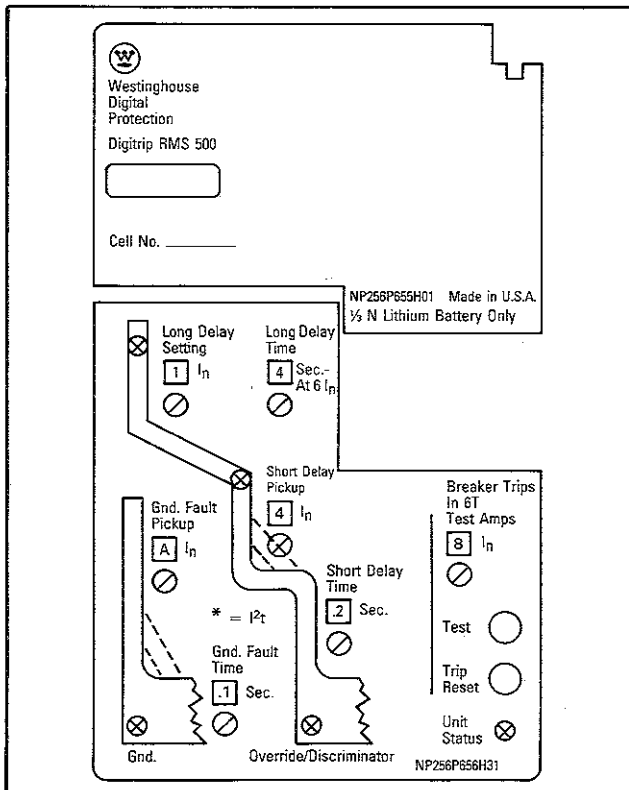 W
Westinghouse
Digital
Protection
Digitrip RMS 500
Cell No.
NP256P655H01 Made in U.S.A.
⅓ N Lithium Battery Only
Long Delay
Setting
1 In
Long Delay
Time
4 Sec.-
At 6 In
Short Delay
Pickup
4 In
Gnd. Fault
Pickup
A In
Breaker Trips
In 6T
Test Amps
8 In
Short Delay
Time
.2 Sec.
* = I²t
Gnd. Fault
Time
.1 Sec.
Test
Trip
Reset
Unit
Status
Gnd.
Override/Discriminator
NP256P656H31